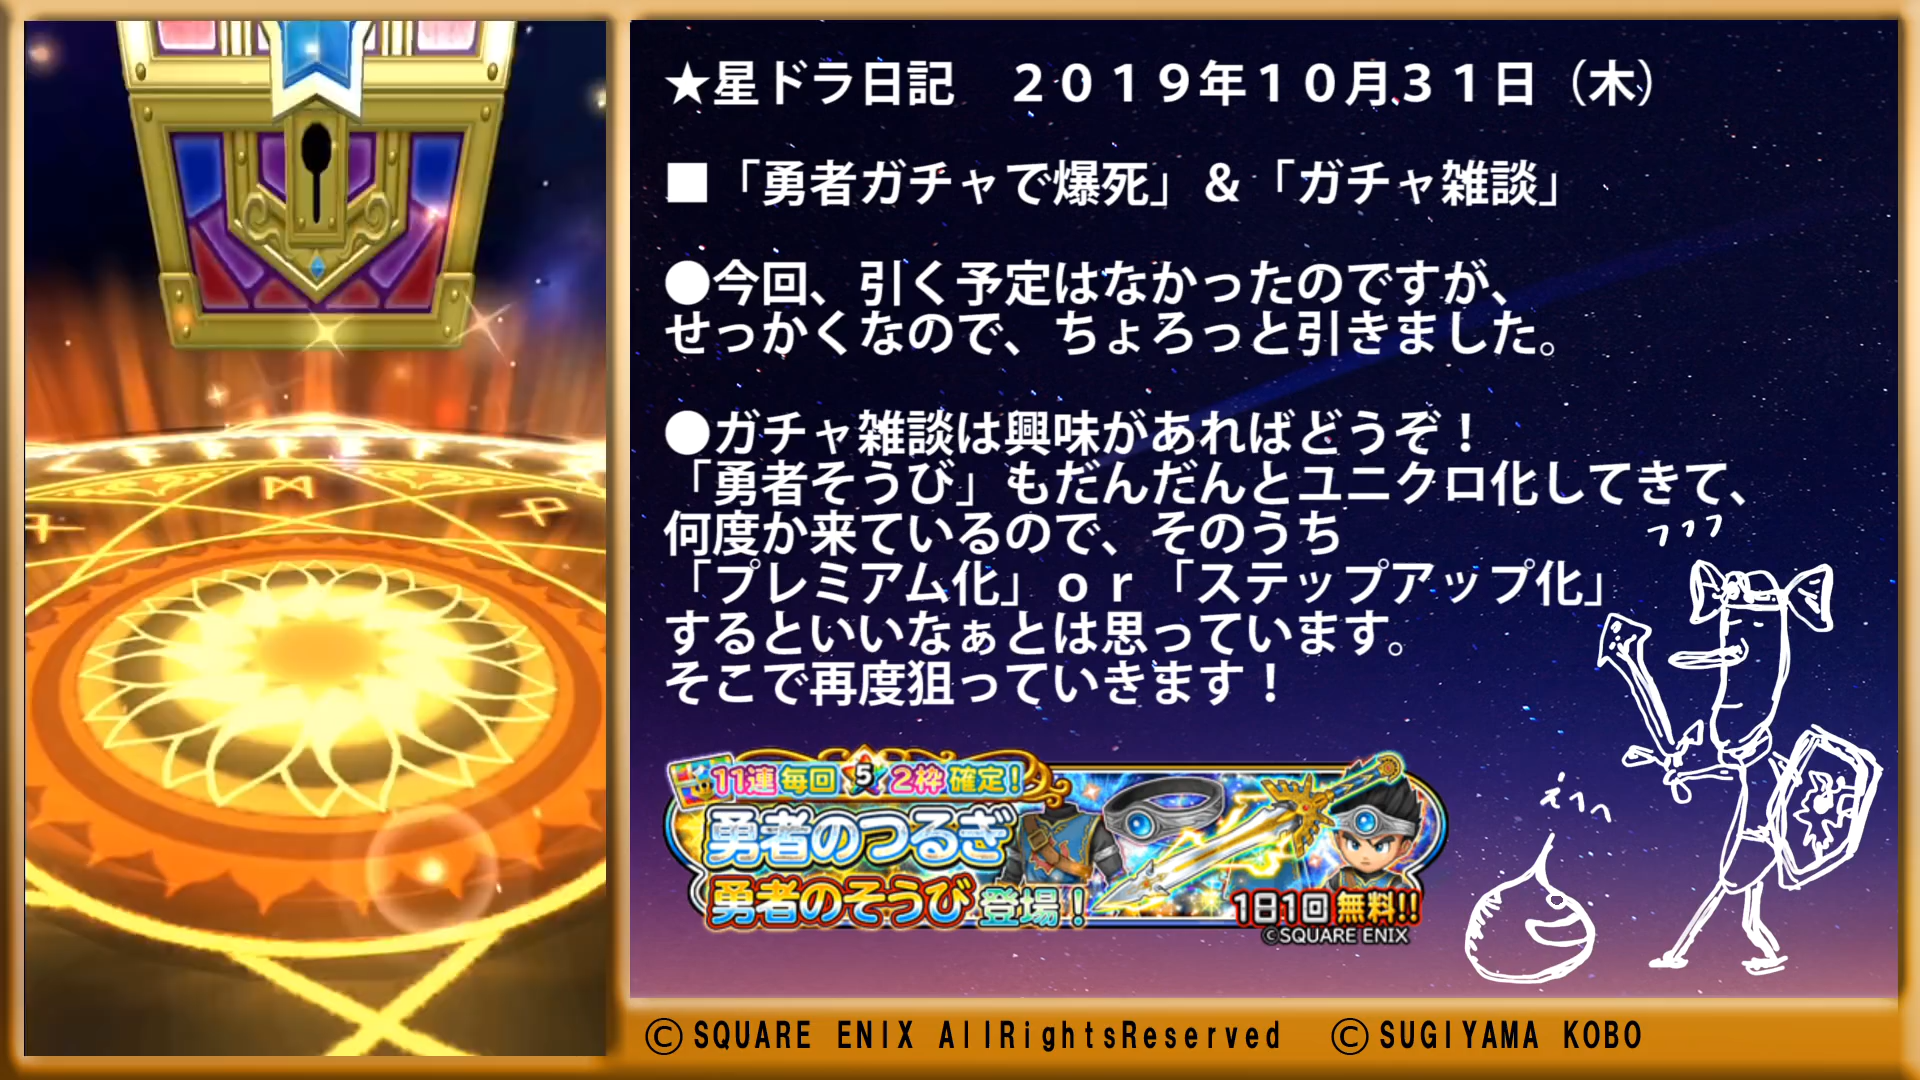 ★星ドラ日記　２０１９年１０月３１日（木）
■「勇者ガチャで爆死」＆「ガチャ雑談」
●今回、引く予定はなかったのですが、
せっかくなので、ちょろっと引きました。
●ガチャ雑談は興味があればどうぞ！
「勇者そうび」もだんだんとユニクロ化してきて、
何度か来ているので、そのうち
「プレミアム化」ｏｒ「ステップアップ化」
するといいなぁとは思っています。
そこで再度狙っていきます！
フフフ
えへへ
11連毎回5 2枠確定！
勇者のつるぎ
勇者のそうび登場！
1日1回無料!!
©SQUARE ENIX
©SQUARE ENIX AllRightsReserved ©SUGIYAMA KOBO